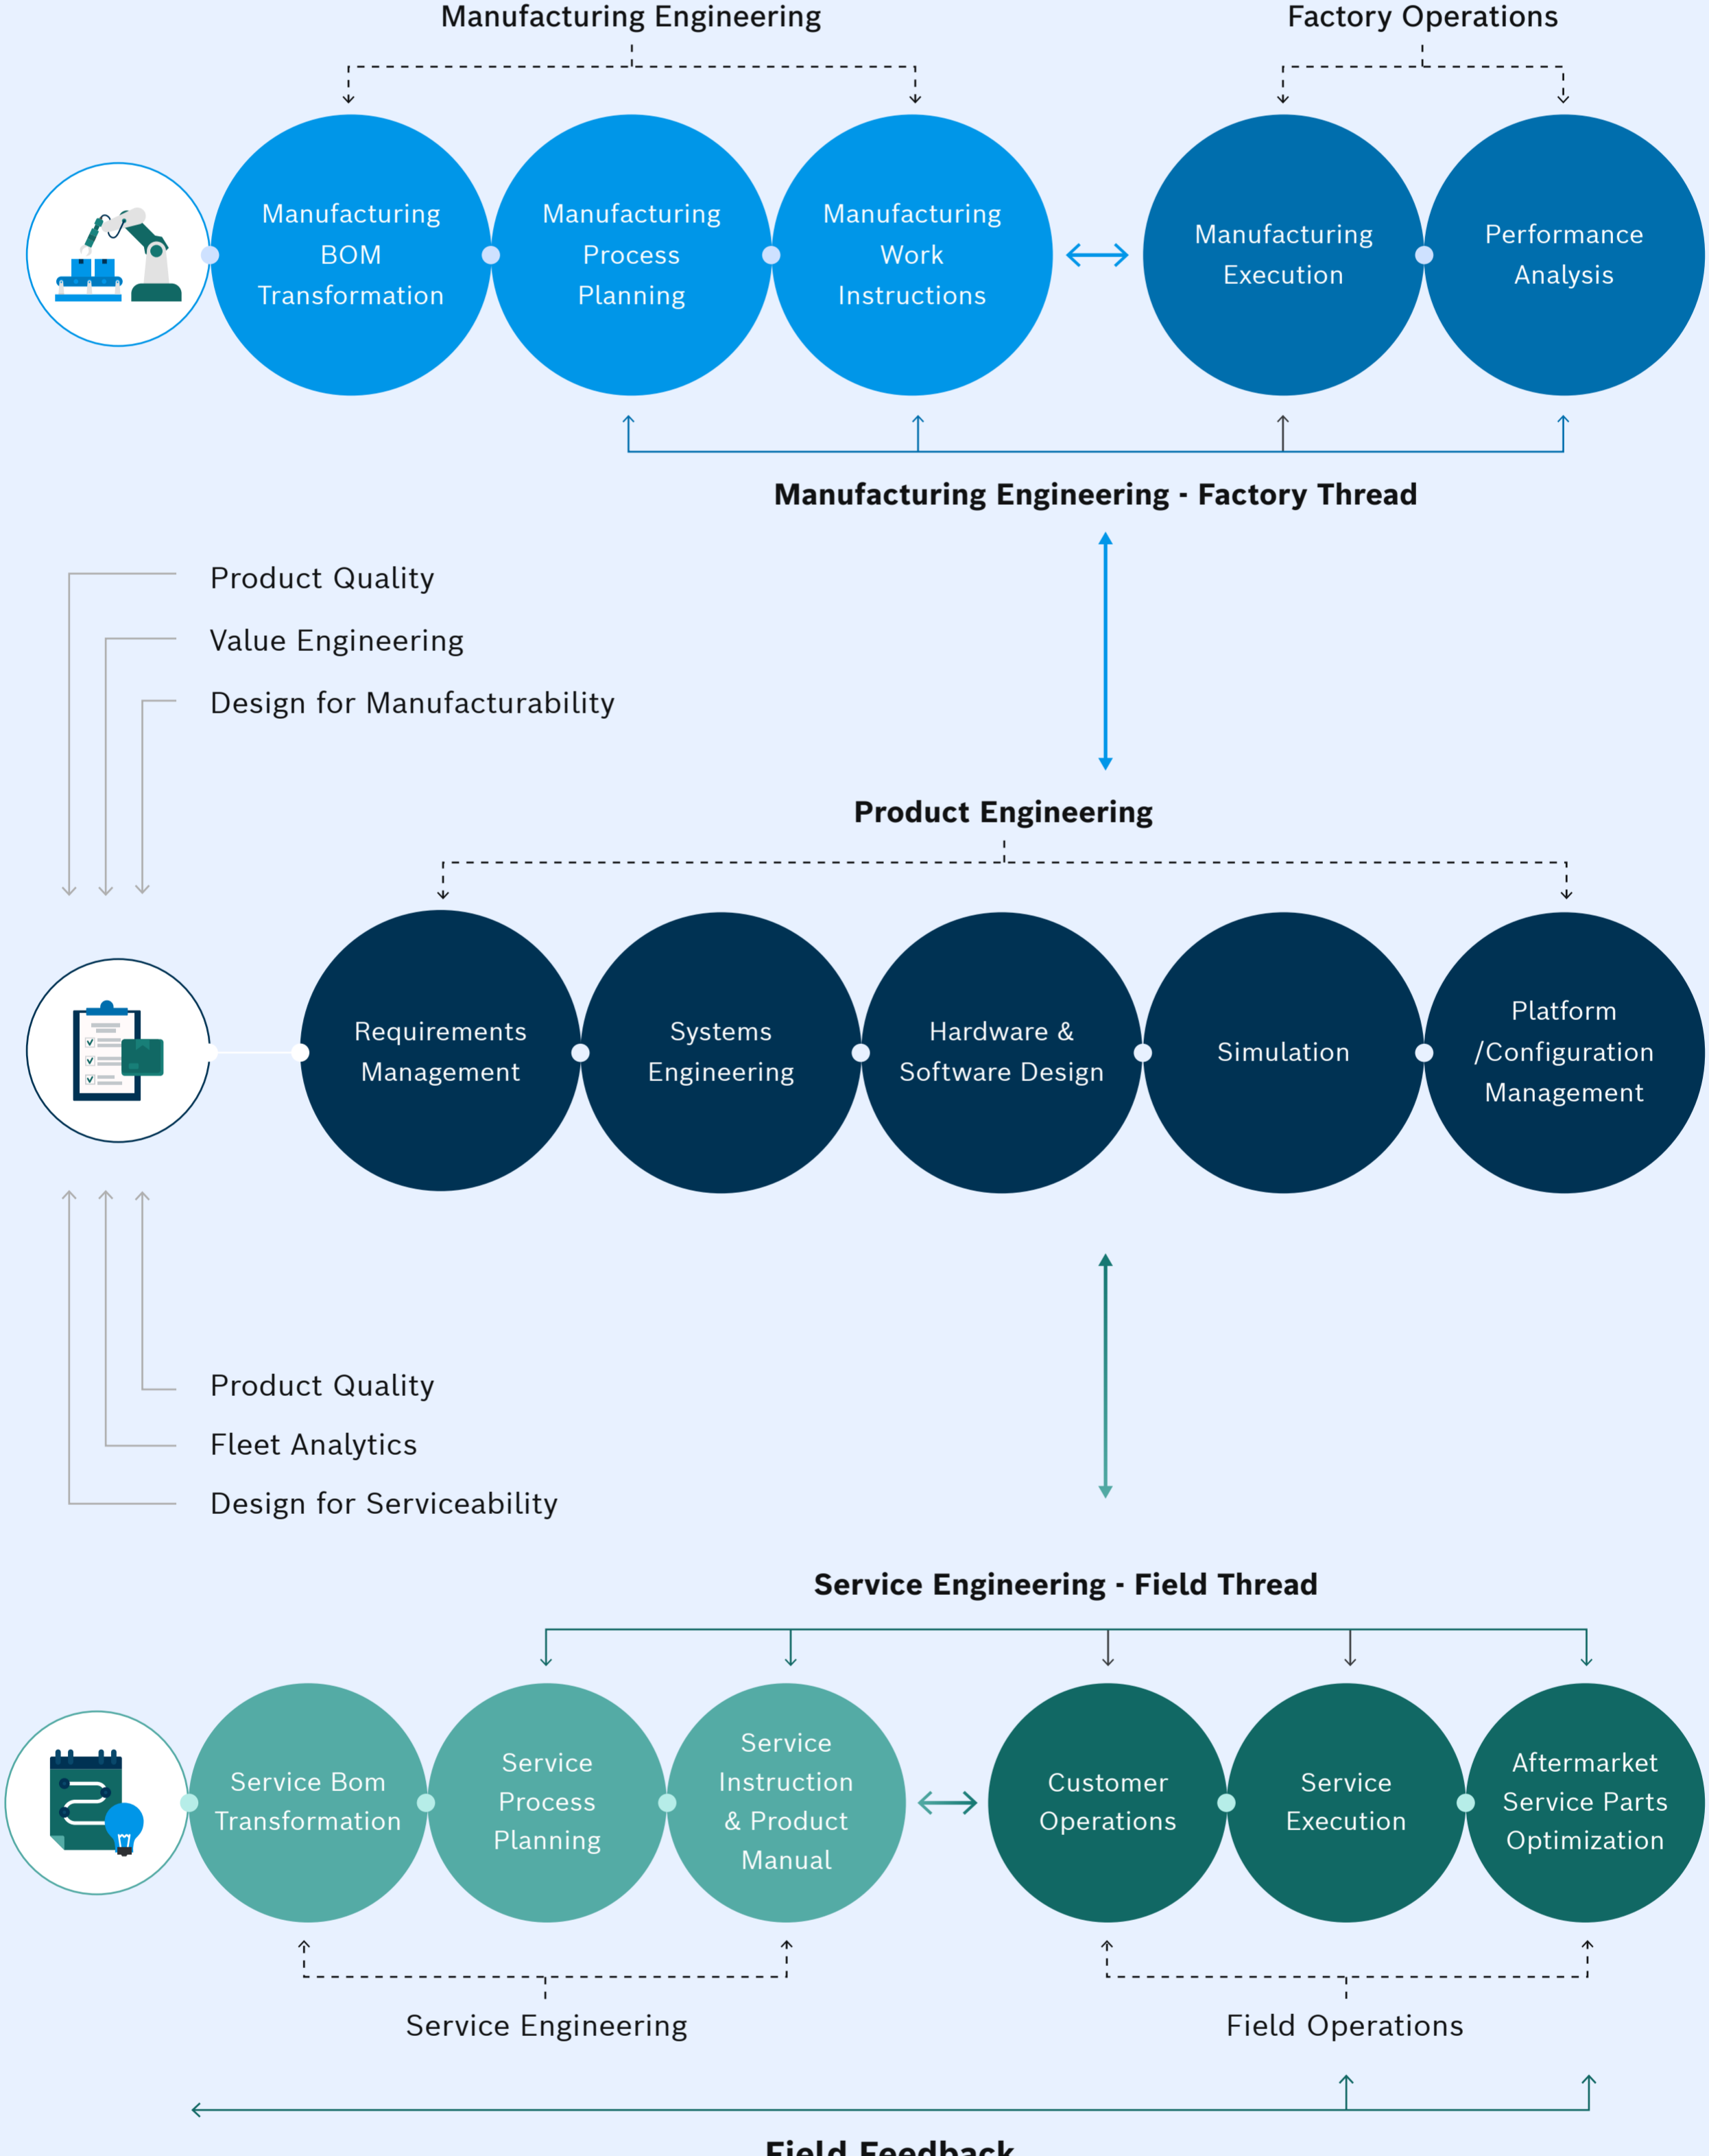 Manufacturing Engineering
Factory Operations
Manufacturing
BOM
Transformation
Manufacturing
Process
Planning
Manufacturing
Work
Instructions
Manufacturing
Execution
Performance
Analysis
Manufacturing Engineering - Factory Thread
Product Quality
Value Engineering
Design for Manufacturability
Product Engineering
Requirements
Management
Systems
Engineering
Hardware &
Software Design
Simulation
Platform
/Configuration
Management
Product Quality
Fleet Analytics
Design for Serviceability
Service Engineering - Field Thread
Service Bom
Transformation
Service
Process
Planning
Service
Instruction
& Product
Manual
Customer
Operations
Service
Execution
Aftermarket
Service Parts
Optimization
Service Engineering
Field Operations
Field Feedback